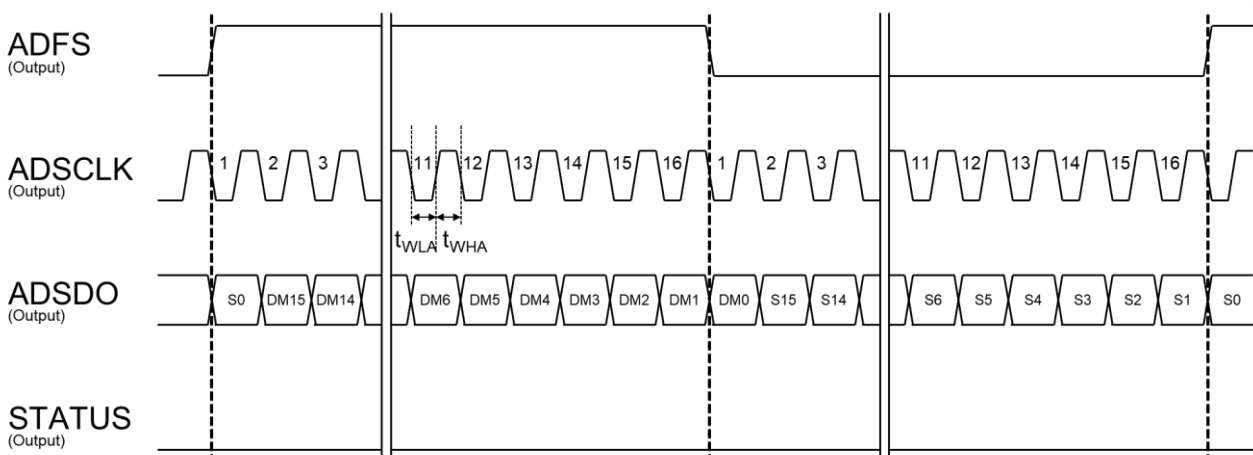 ADFS
(Output)
ADSCLK
(Output)
1 2 3 11 12 13 14 15 16 1 2 3 11 12 13 14 15 16
tWLA tWHA
ADSDO
(Output)
S0 DM15 DM14 DM6 DM5 DM4 DM3 DM2 DM1 DM0 S15 S14 S6 S5 S4 S3 S2 S1 S0
STATUS
(Output)